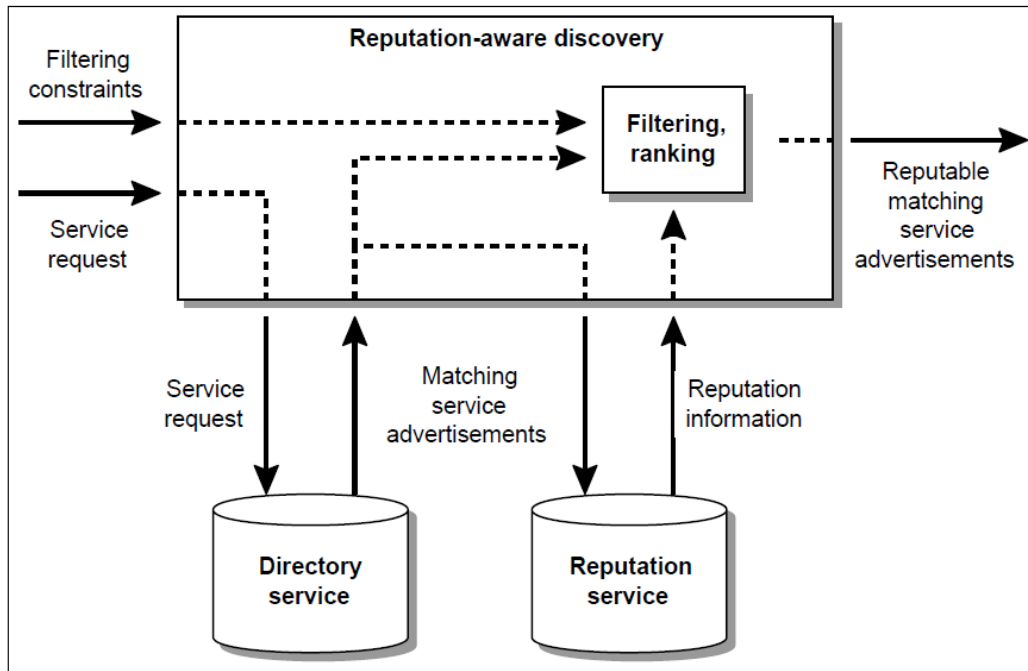 Reputation-aware discovery
Filtering
constraints
Filtering,
ranking
Service
request
Reputable
matching
service
advertisements
Service
request
Matching
service
advertisements
Reputation
information
Directory
service
Reputation
service